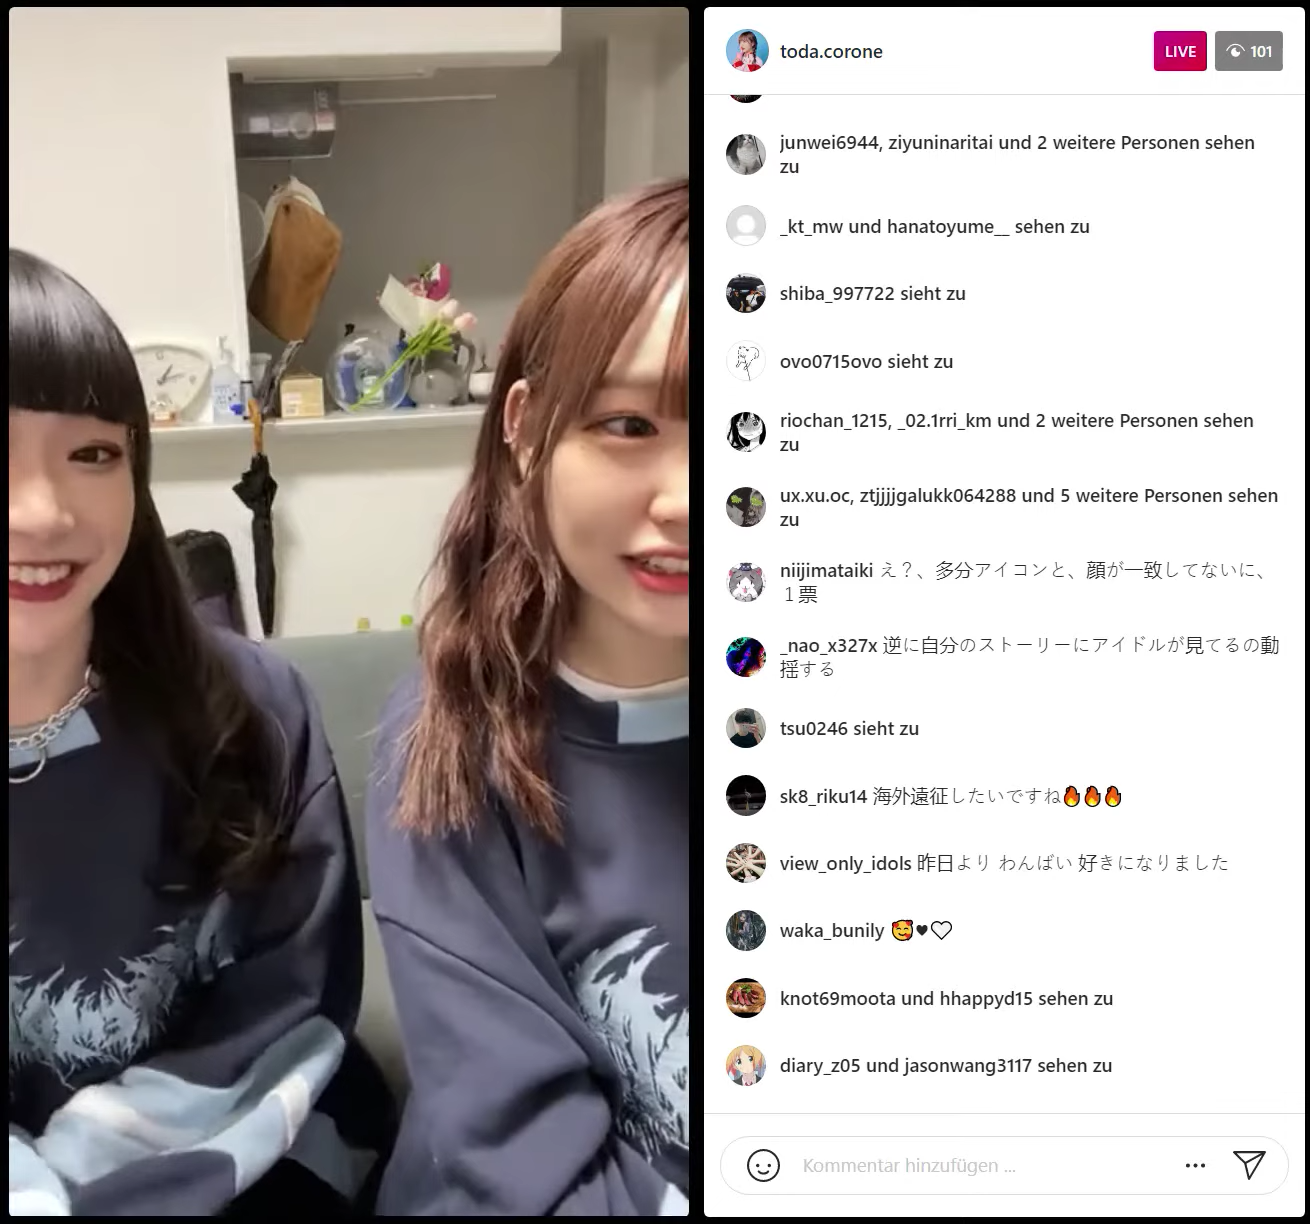 toda.corone
LIVE
101
junwei6944, ziyuninaritai und 2 weitere Personen sehen
zu
_kt_mw und hanatoyume__ sehen zu
shiba_997722 sieht zu
ovo0715ovo sieht zu
riochan_1215, _02.1rri_km und 2 weitere Personen sehen
zu
ux.xu.oc, ztjjjjgalukk064288 und 5 weitere Personen sehen
zu
niijimataiki え？、多分アイコンと、顔が一致してないに、
１票
_nao_x327x 逆に自分のストーリーにアイドルが見てるの動
揺する
tsu0246 sieht zu
sk8_riku14 海外遠征したいですね🔥🔥🔥
view_only_idols 昨日より わんばい 好きになりました
waka_bunily 🥰🖤🤍
knot69moota und hhappyd15 sehen zu
diary_z05 und jasonwang3117 sehen zu
Kommentar hinzufügen ...